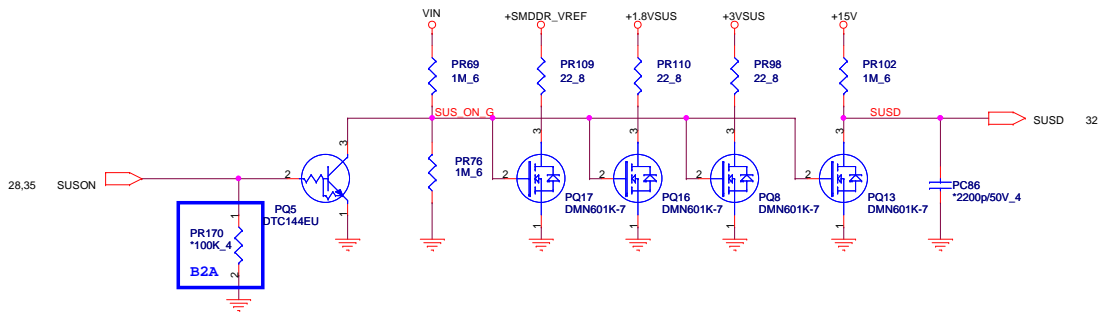 VIN
+SMDDR_VREF
+1.8VSUS
+3VSUS
+15V
PR69
1M_6
PR109
22_8
PR110
22_8
PR98
22_8
PR102
1M_6
SUS_ON_G
SUSD
SUSD 32
3
3
3
3
3
PR76
1M_6
28,35 SUSON
2
2
2
2
2
1
1
1
1
1
PQ5
DTC144EU
PQ17
DMN601K-7
PQ16
DMN601K-7
PQ8
DMN601K-7
PQ13
DMN601K-7
PC86
*2200p/50V_4
1
PR170
*100K_4
2
B2A